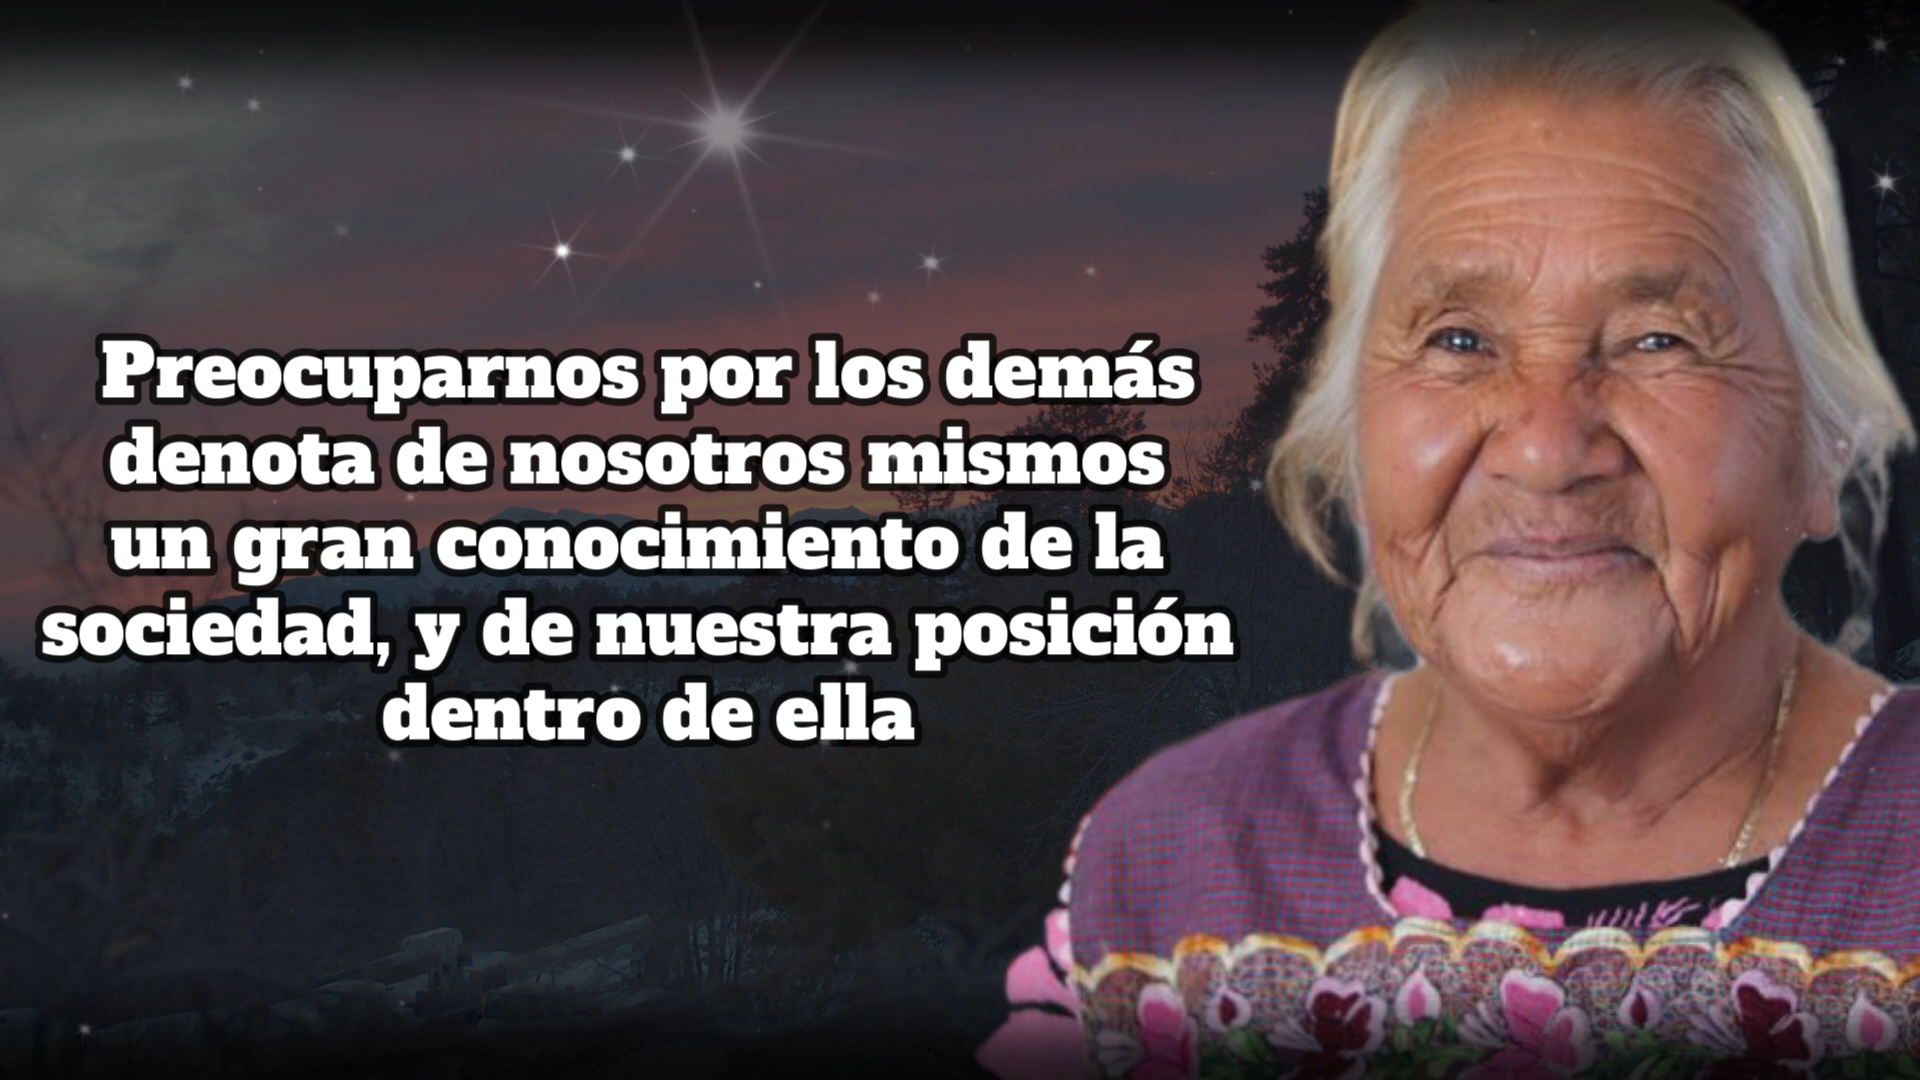 Preocuparnos por los demás
denota de nosotros mismos
un gran conocimiento de la
sociedad, y de nuestra posición
dentro de ella